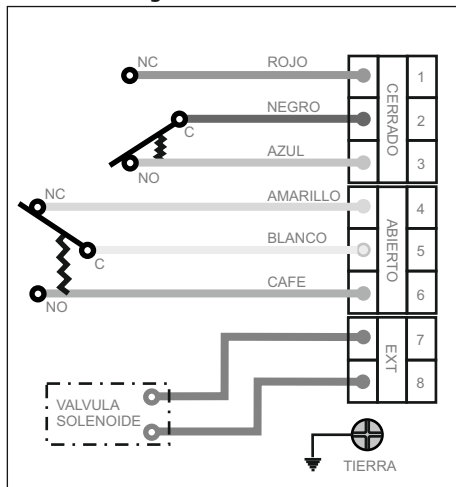 NC
ROJO
1
NEGRO
2
C
CERRADO
AZUL
3
NO
NC
AMARILLO
4
BLANCO
5
C
ABIERTO
CAFE
6
NO
7
EXT
8
VALVULA
SOLENOIDE
TIERRA